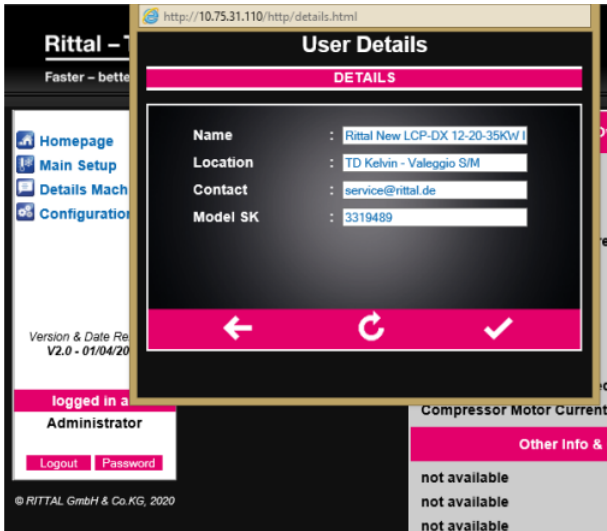 http://10.75.31.110/http/details.html
Rittal –
Faster – bette
User Details
DETAILS
Name : Rittal New LCP-DX 12-20-35KW
Location : TD Kelvin - Valeggio S/M
Contact : service@rittal.de
Model SK : 3319489
Homepage
Main Setup
Details Mach
Configuration
Version & Date Re
V2.0 - 01/04/20
logged in a
Administrator
Logout Password
© RITTAL GmbH & Co.KG, 2020
Compressor Motor Current
Other Info &
not available
not available
not available